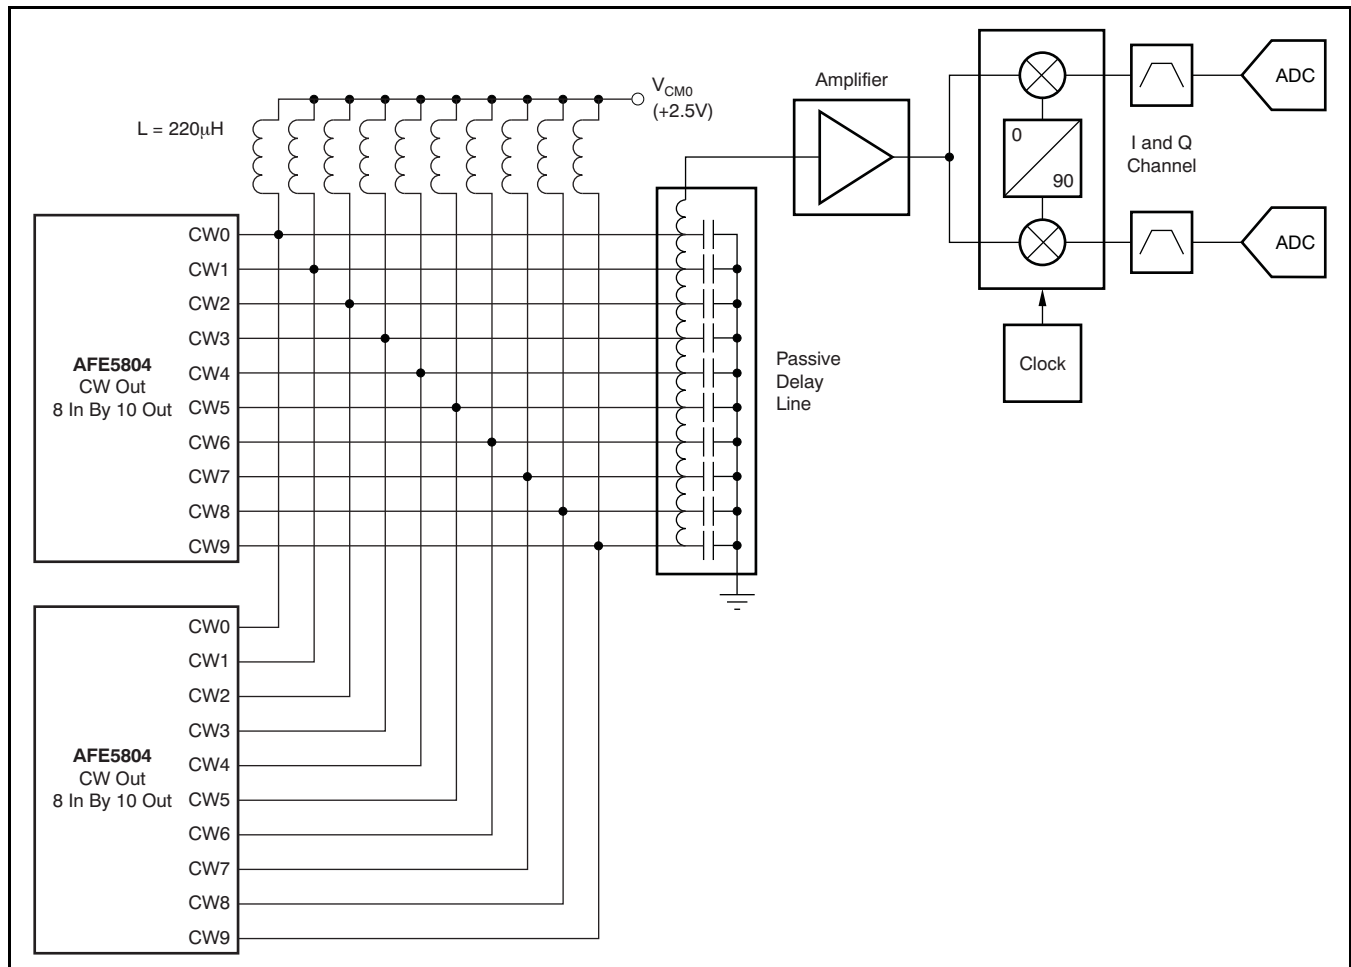 Amplifier
ADC
V_CM0
(+2.5V)
L = 220μH
0
90
I and Q
Channel
ADC
Clock
Passive
Delay
Line
AFE5804
CW Out
8 In By 10 Out
CW0
CW1
CW2
CW3
CW4
CW5
CW6
CW7
CW8
CW9
AFE5804
CW Out
8 In By 10 Out
CW0
CW1
CW2
CW3
CW4
CW5
CW6
CW7
CW8
CW9